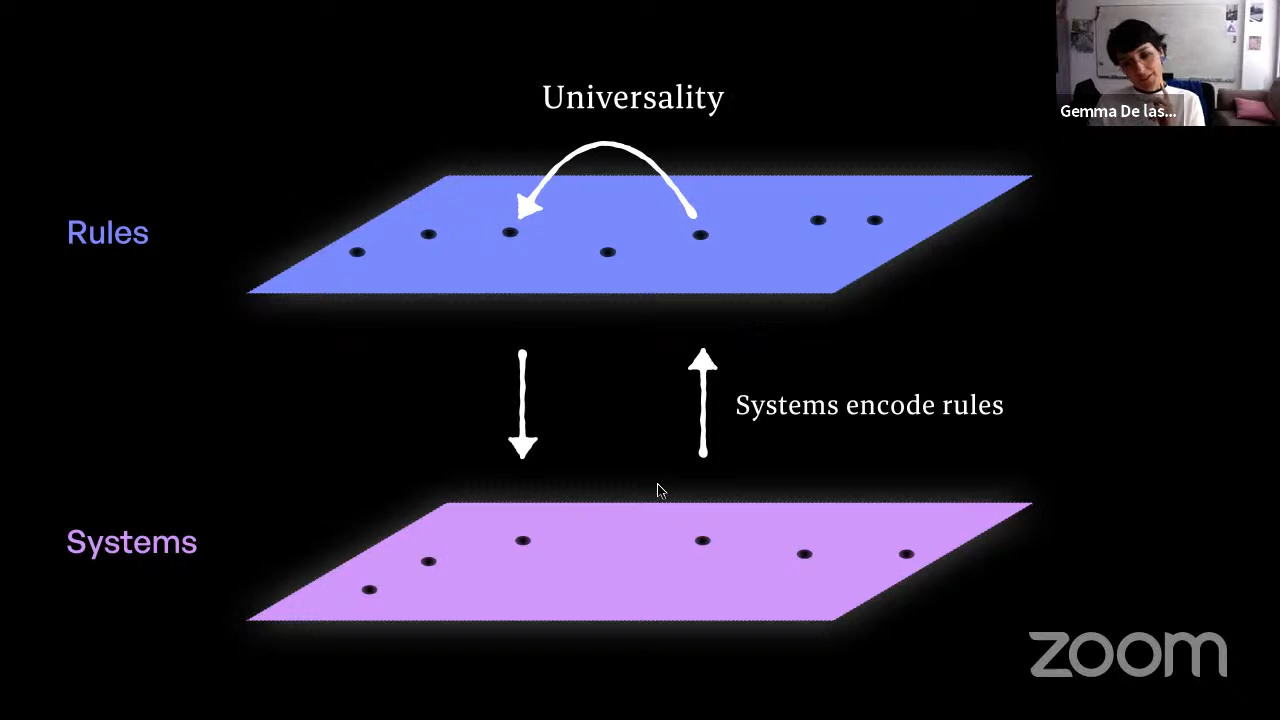 Universality
Gemma De las...
Rules
Systems encode rules
Systems
zoom